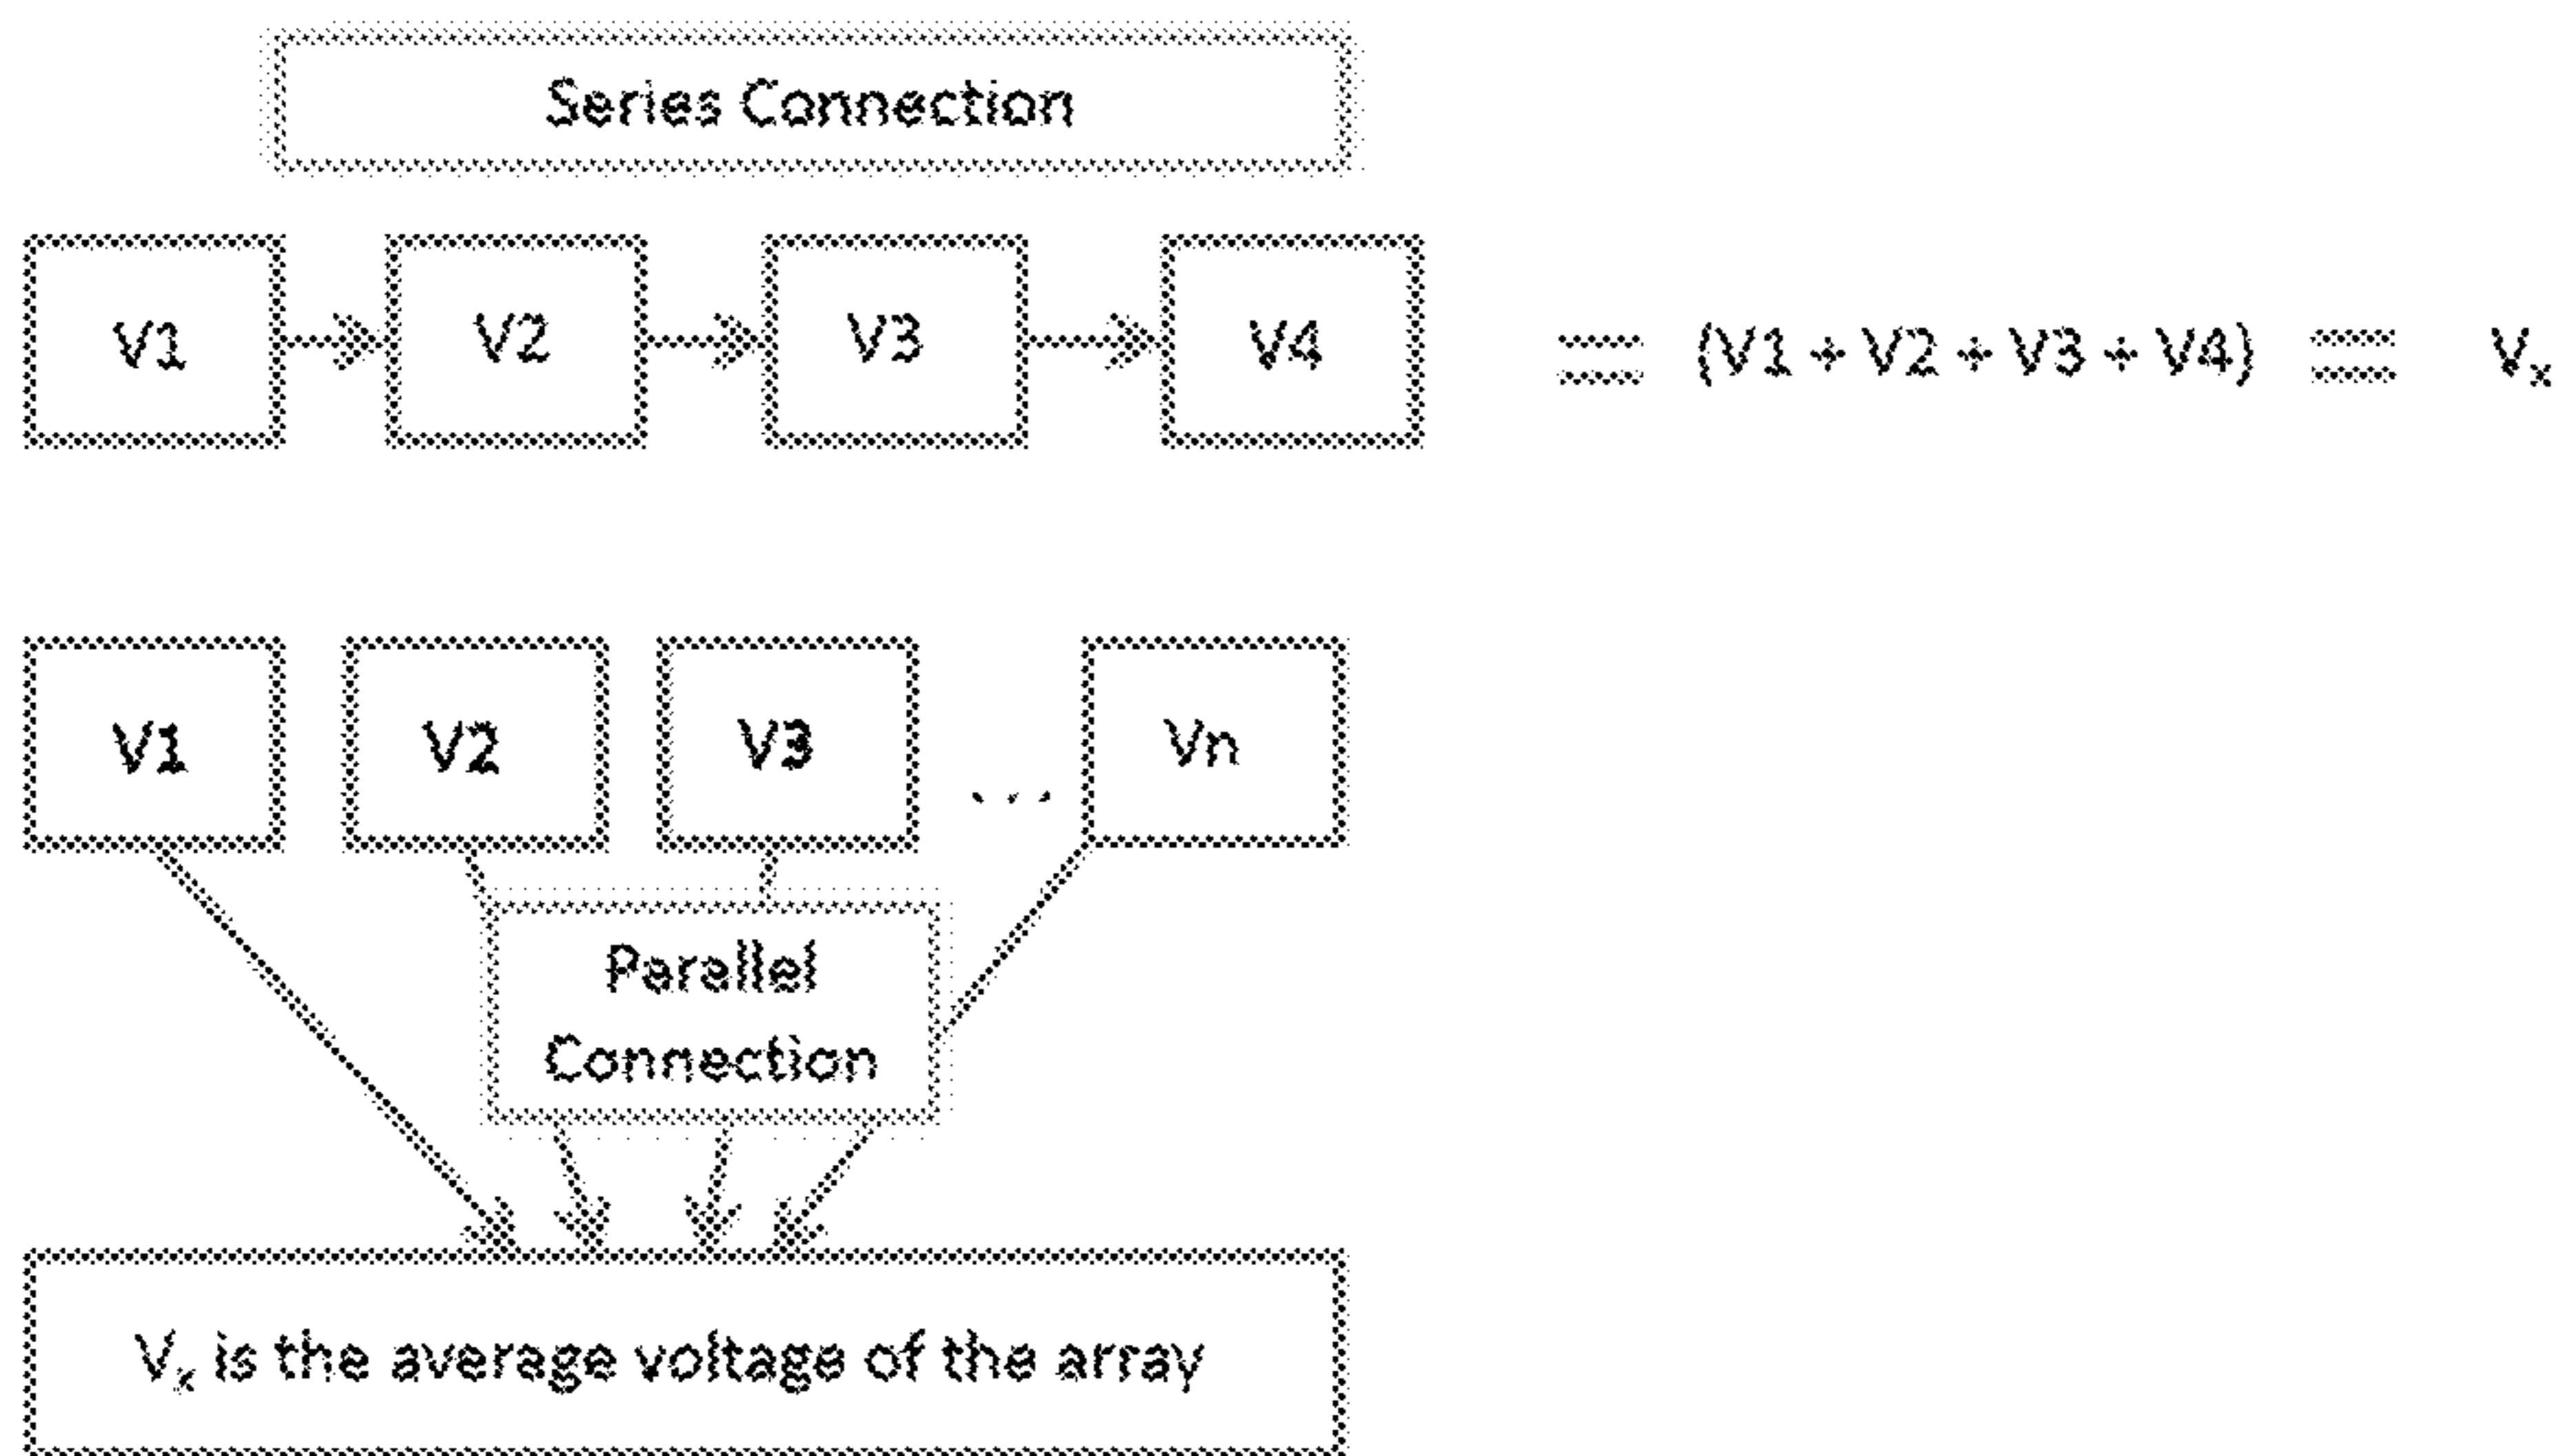 Series Connection
V1 V2 V3 V4 = (V1 + V2 + V3 + V4) = Vₓ
V1 V2 V3 ... Vn
Parallel
Connection
Vₓ is the average voltage of the array